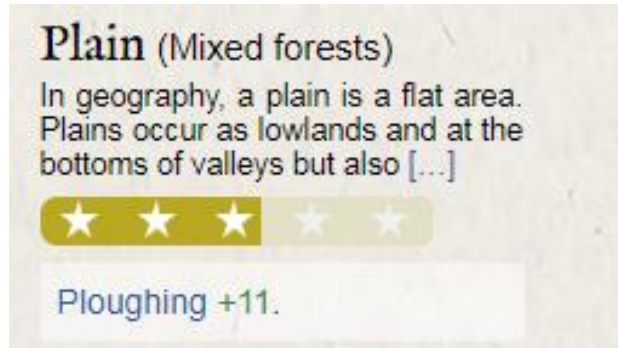 Plain (Mixed forests)
In geography, a plain is a flat area.
Plains occur as lowlands and at the
bottoms of valleys but also [...]
Ploughing +11.